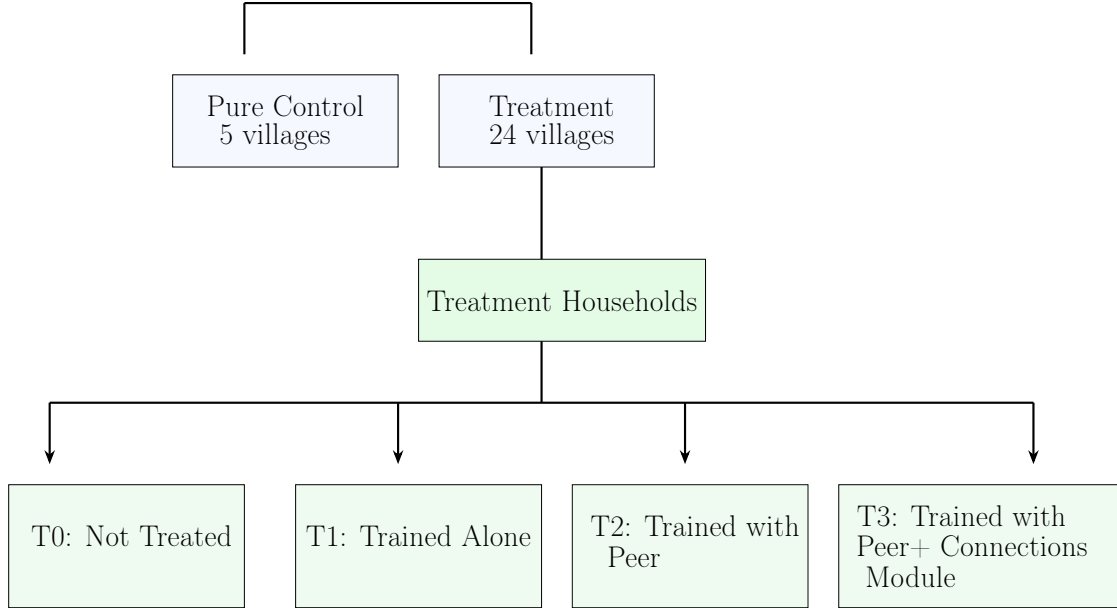 Pure Control
5 villages
Treatment
24 villages
Treatment Households
T0: Not Treated
T1: Trained Alone
T2: Trained with
Peer
T3: Trained with
Peer+ Connections
Module